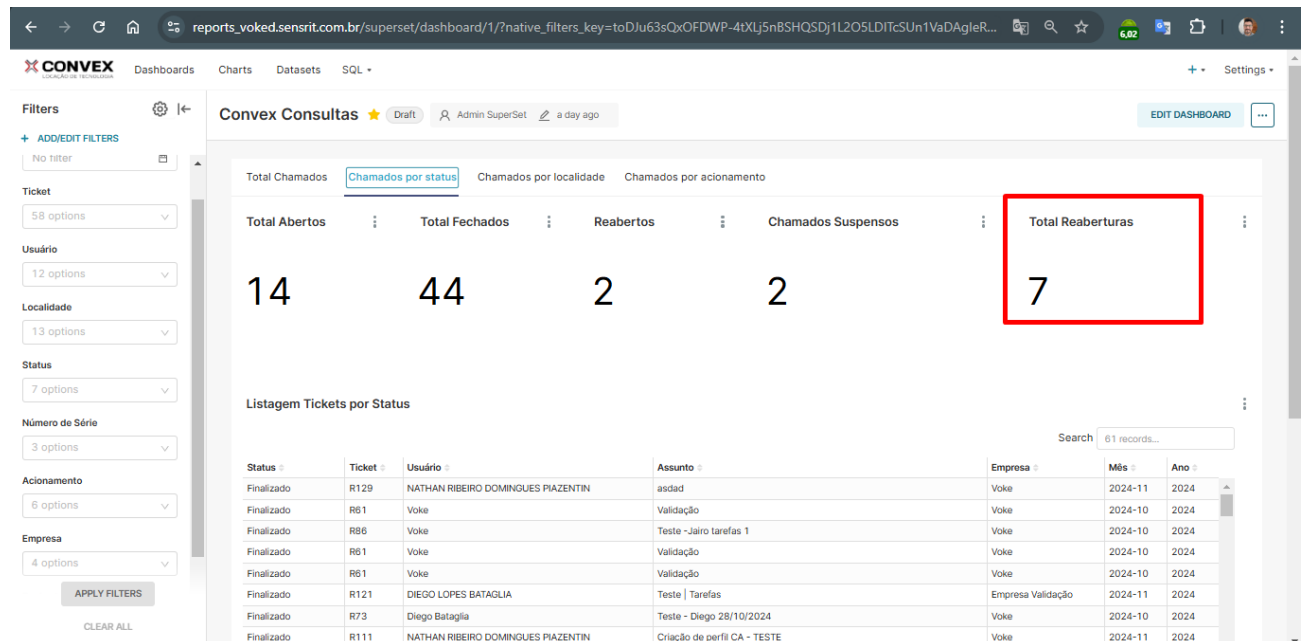 reports_voked.sensrit.com.br/superset/dashboard/1/?native_filters_key=toDJu63sQxOFDWP-4tXLj5nBSHQSDj1L2O5LDITcSUn1VaDAgIeR...
6,02
CONVEX
LOCAÇÃO DE TECNOLOGIA
Dashboards Charts Datasets SQL
+ Settings
Filters
+ ADD/EDIT FILTERS
No filter
Ticket
58 options
Usuário
12 options
Localidade
13 options
Status
7 options
Número de Série
3 options
Acionamento
6 options
Empresa
4 options
APPLY FILTERS
CLEAR ALL
Convex Consultas Draft Admin SuperSet a day ago
EDIT DASHBOARD ...
Total Chamados Chamados por status Chamados por localidade Chamados por acionamento
Total Abertos Total Fechados Reabertos Chamados Suspensos Total Reaberturas
14 44 2 2 7
Listagem Tickets por Status
Search 61 records...
Status Ticket Usuário Assunto Empresa Mês Ano
Finalizado R129 NATHAN RIBEIRO DOMINGUES PIAZENTIN asdad Voke 2024-11 2024
Finalizado R61 Voke Validação Voke 2024-10 2024
Finalizado R86 Voke Teste -Jairo tarefas 1 Voke 2024-10 2024
Finalizado R61 Voke Validação Voke 2024-10 2024
Finalizado R61 Voke Validação Voke 2024-10 2024
Finalizado R121 DIEGO LOPES BATAGLIA Teste | Tarefas Empresa Validação 2024-11 2024
Finalizado R73 Diego Bataglia Teste - Diego 28/10/2024 Voke 2024-10 2024
Finalizado R111 NATHAN RIBEIRO DOMINGUES PIAZENTIN Criação de perfil CA - TESTE Voke 2024-11 2024